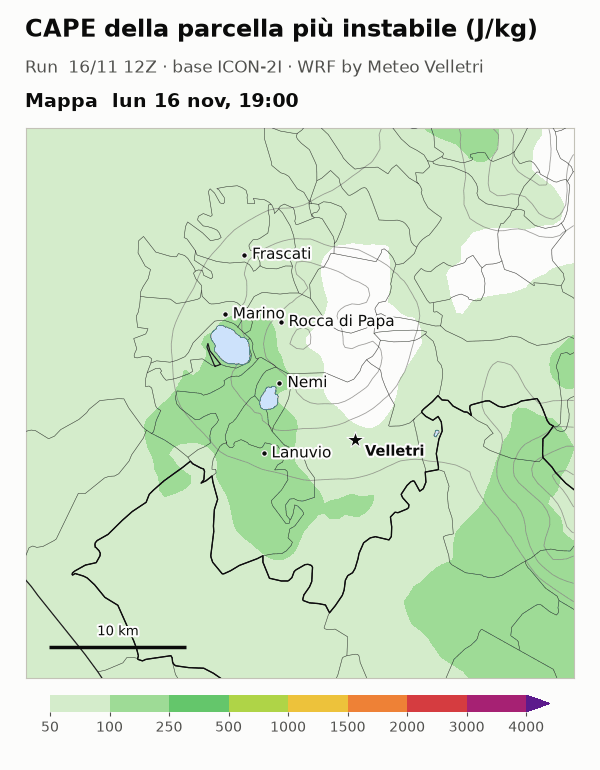 CAPE della parcella più instabile (J/kg)
Run  16/11 12Z · base ICON-2I · WRF by Meteo Velletri
Mappa  lun 16 nov, 19:00
Frascati
Marino
Rocca di Papa
Nemi
Velletri
Lanuvio
10 km
50 100 250 500 1000 1500 2000 3000 4000